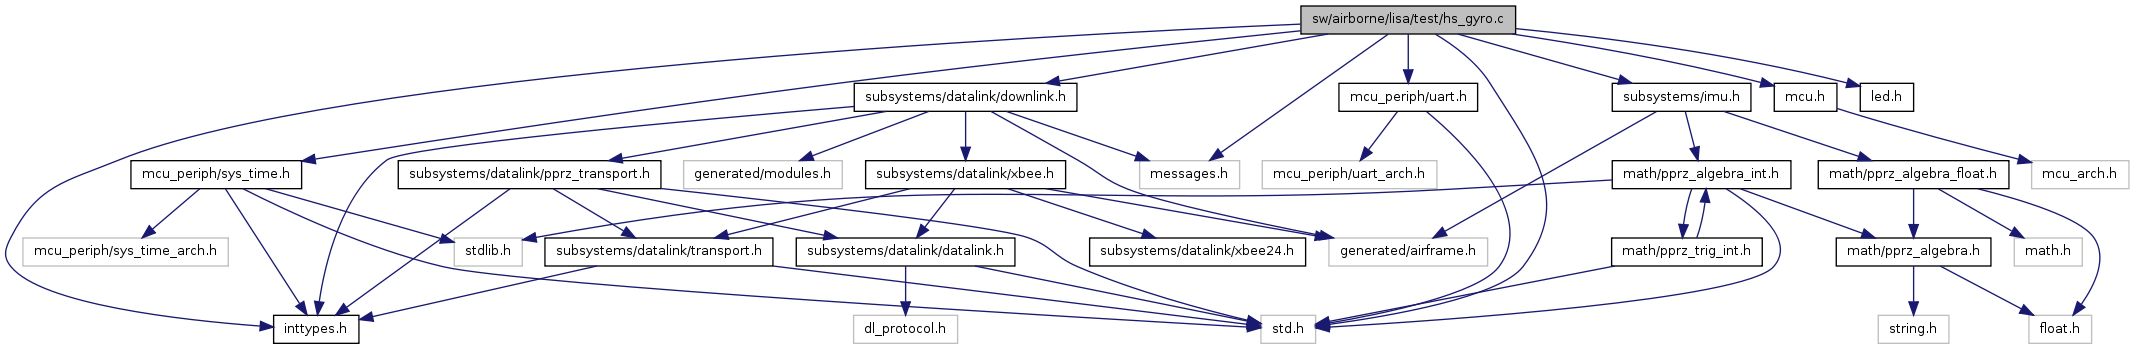 sw/airborne/lisa/test/hs_gyro.c
subsystems/datalink/downlink.h
mcu_periph/uart.h
subsystems/imu.h
mcu.h
led.h
mcu_periph/sys_time.h
subsystems/datalink/pprz_transport.h
generated/modules.h
subsystems/datalink/xbee.h
messages.h
mcu_periph/uart_arch.h
math/pprz_algebra_int.h
math/pprz_algebra_float.h
mcu_arch.h
mcu_periph/sys_time_arch.h
stdlib.h
subsystems/datalink/transport.h
subsystems/datalink/datalink.h
subsystems/datalink/xbee24.h
generated/airframe.h
math/pprz_trig_int.h
math/pprz_algebra.h
math.h
inttypes.h
dl_protocol.h
std.h
string.h
float.h